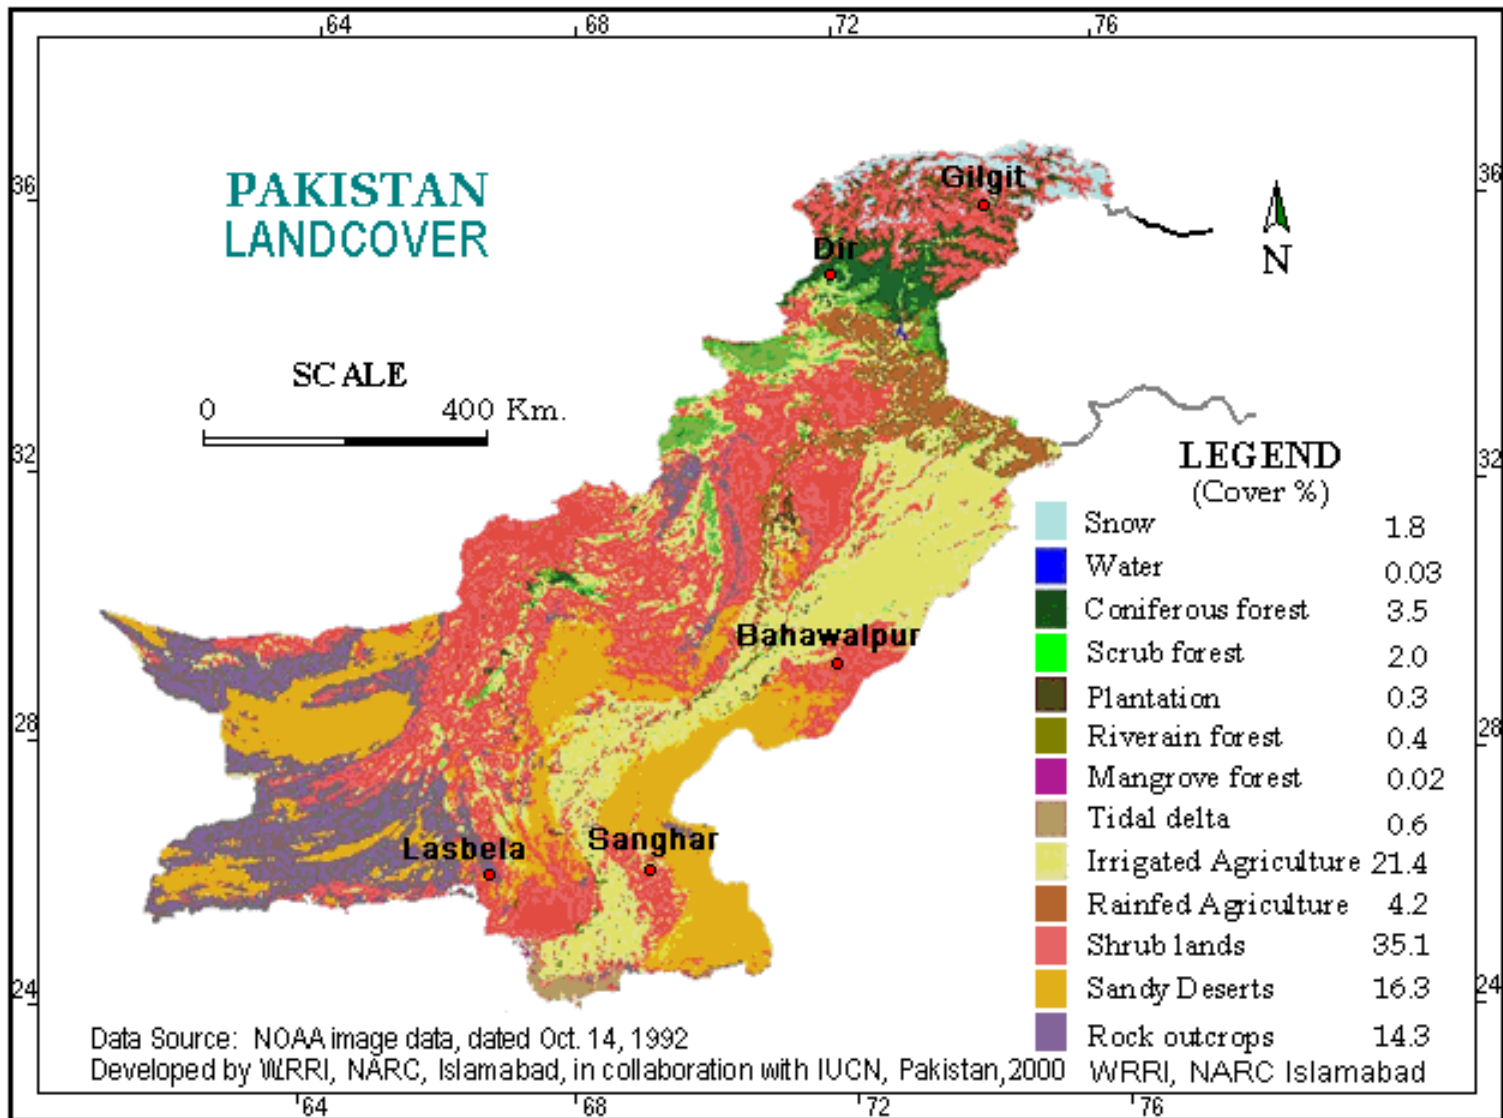 64 68 72 76
36 36
PAKISTAN
LANDCOVER
Gilgit
Dir
N
SCALE
0 400 Km.
32 32
LEGEND
(Cover %)
Snow 1.8
Water 0.03
Coniferous forest 3.5
Scrub forest 2.0
Plantation 0.3
Riverain forest 0.4
Mangrove forest 0.02
Tidal delta 0.6
Irrigated Agriculture 21.4
Rainfed Agriculture 4.2
Shrub lands 35.1
Sandy Deserts 16.3
Rock outcrops 14.3
Bahawalpur
28 28
Lasbela
Sanghar
24 24
Data Source: NOAA image data, dated Oct. 14, 1992
Developed by WRRI, NARC, Islamabad, in collaboration with IUCN, Pakistan,2000
WRRI, NARC Islamabad
64 68 72 76